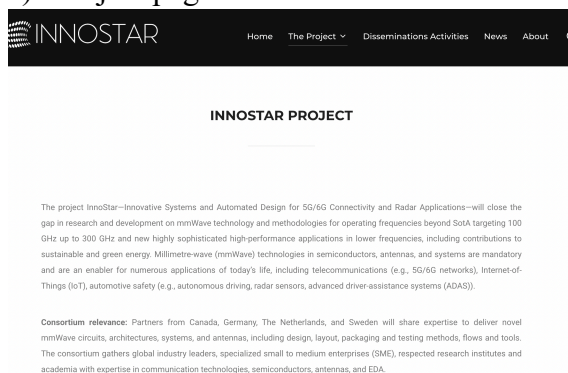 INNOSTAR
Home The Project Disseminations Activities News About
INNOSTAR PROJECT
The project InnoStar—Innovative Systems and Automated Design for 5G/6G Connectivity and Radar Applications—will close the
gap in research and development on mmWave technology and methodologies for operating frequencies beyond SotA targeting 100
GHz up to 300 GHz and new highly sophisticated high-performance applications in lower frequencies, including contributions to
sustainable and green energy. Millimetre-wave (mmWave) technologies in semiconductors, antennas, and systems are mandatory
and are an enabler for numerous applications of today's life, including telecommunications (e.g., 5G/6G networks), Internet-of-
Things (IoT), automotive safety (e.g., autonomous driving, radar sensors, advanced driver-assistance systems (ADAS)).
Consortium relevance: Partners from Canada, Germany, The Netherlands, and Sweden will share expertise to deliver novel
mmWave circuits, architectures, systems, and antennas, including design, layout, packaging and testing methods, flows and tools.
The consortium gathers global industry leaders, specialized small to medium enterprises (SME), respected research institutes and
academia with expertise in communication technologies, semiconductors, antennas, and EDA.